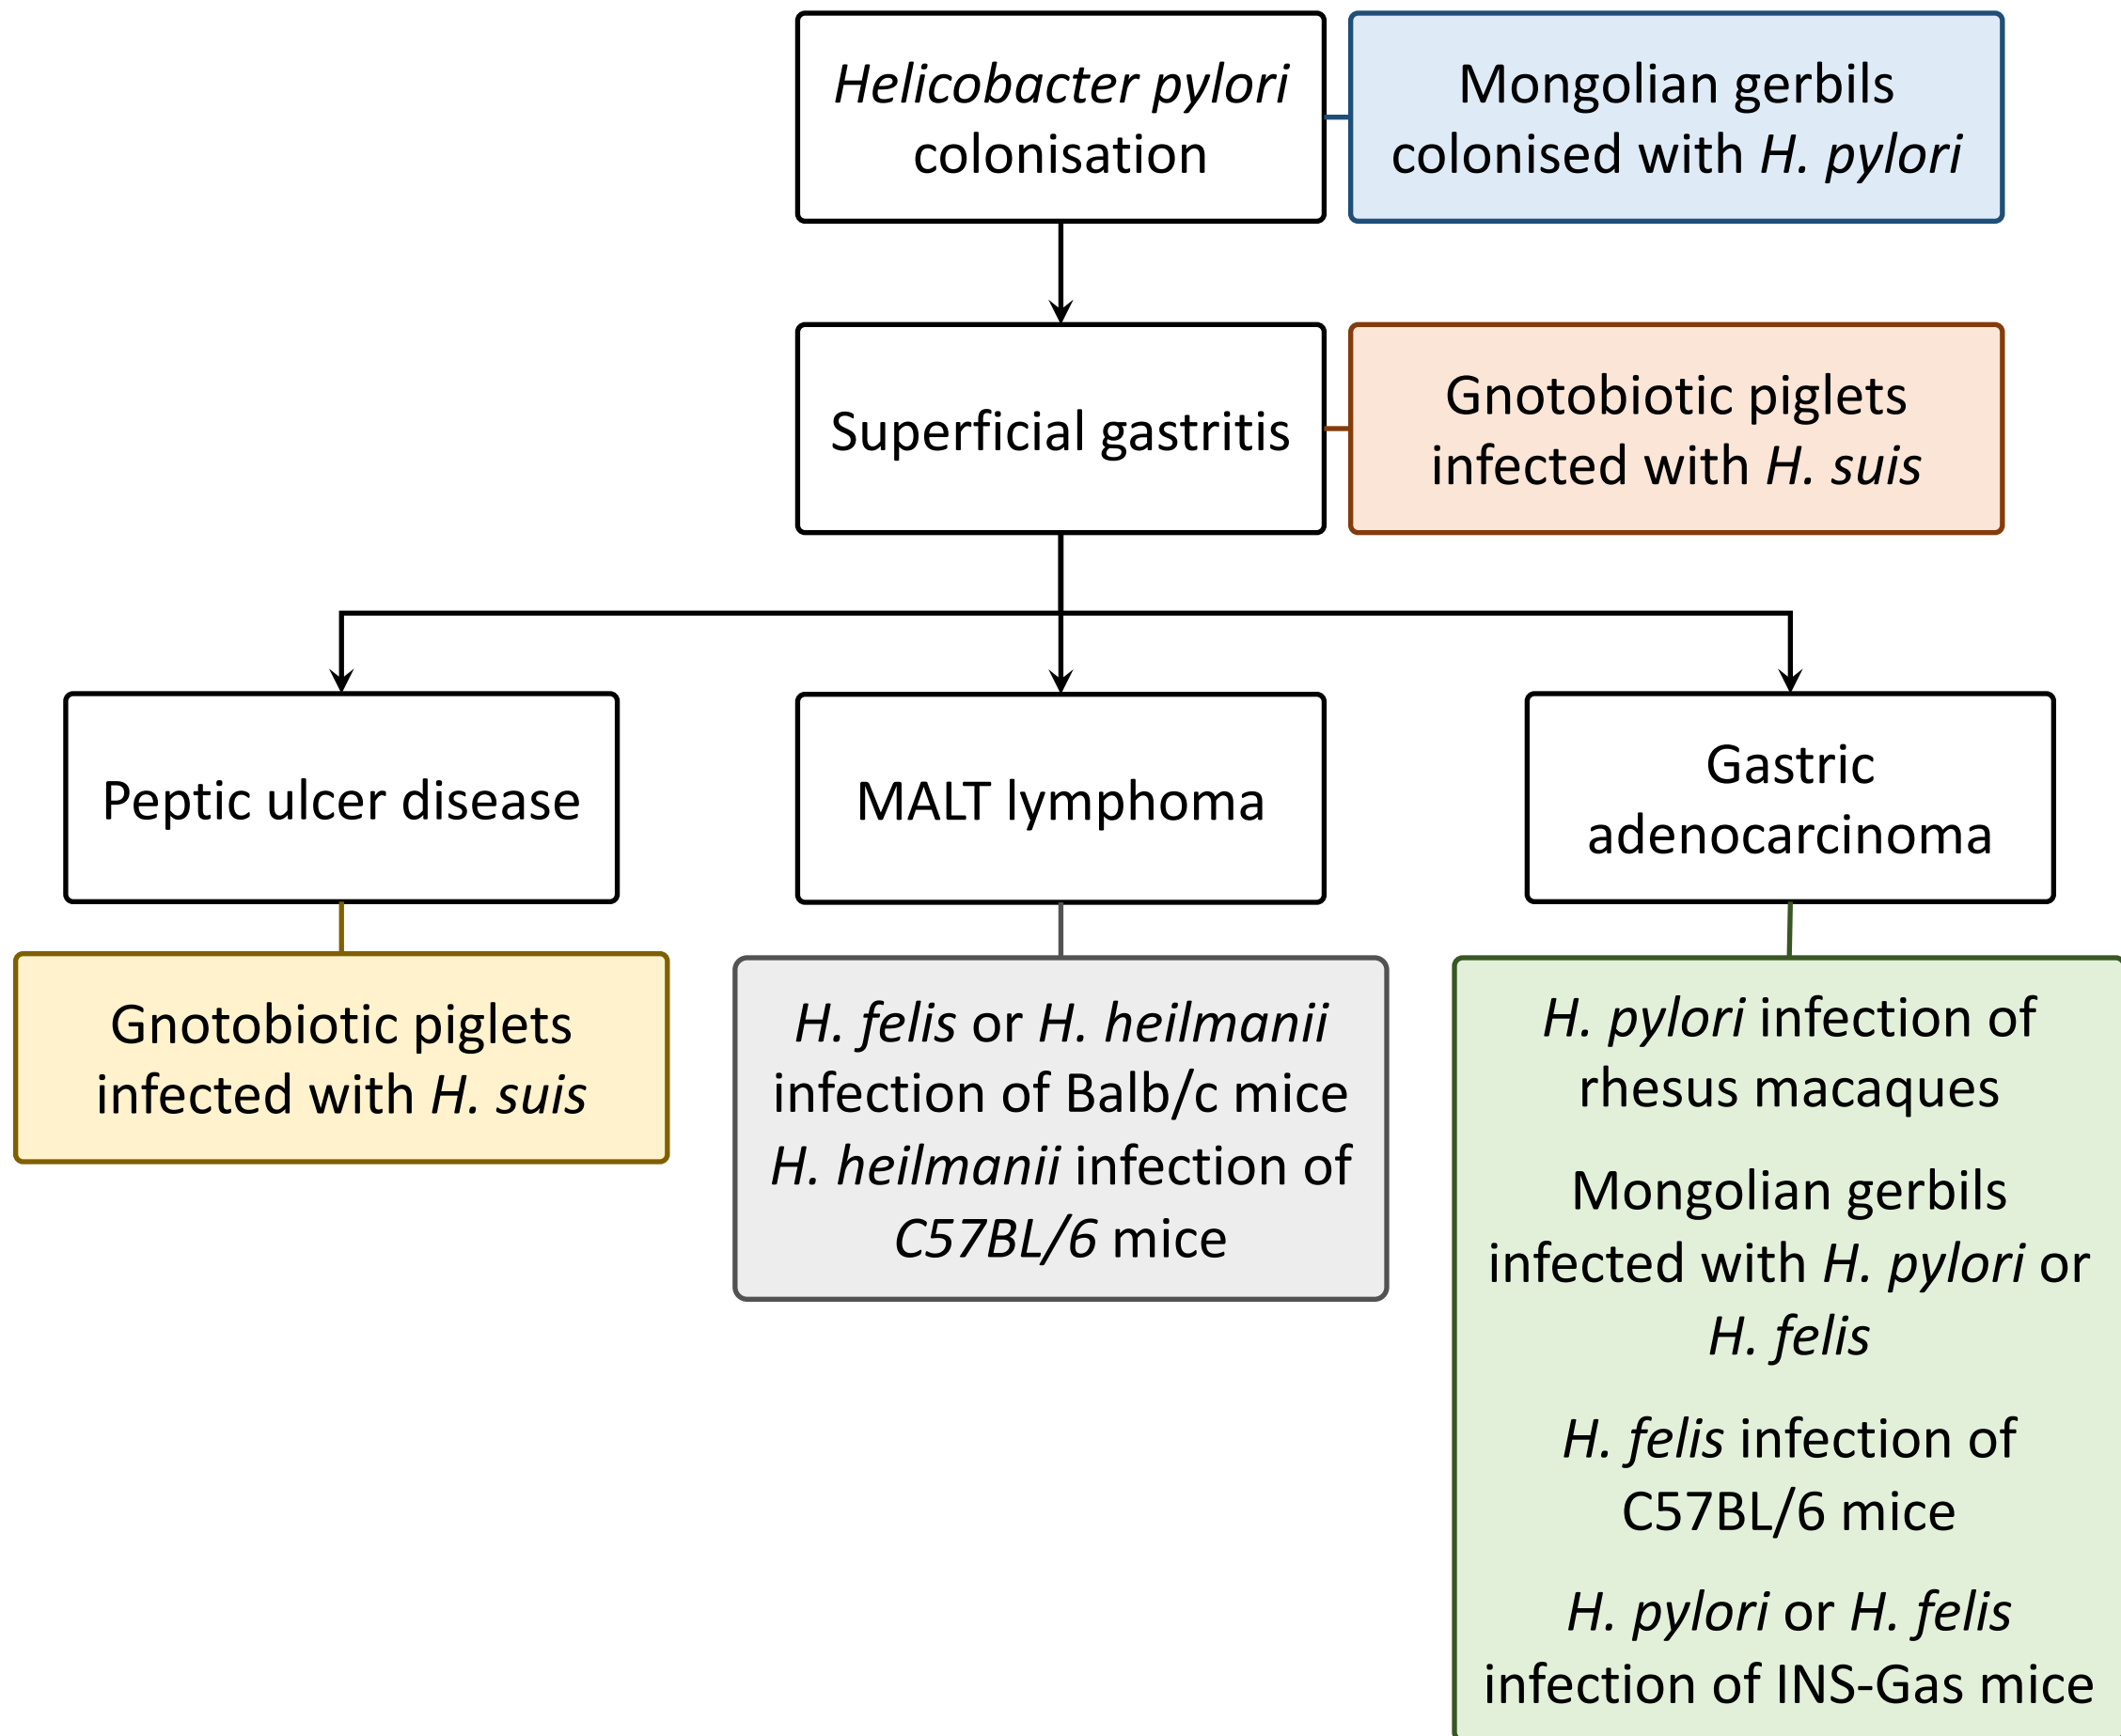 Helicobacter pylori
colonisation
Mongolian gerbils
colonised with H. pylori
Superficial gastritis
Gnotobiotic piglets
infected with H. suis
Peptic ulcer disease
MALT lymphoma
Gastric
adenocarcinoma
Gnotobiotic piglets
infected with H. suis
H. felis or H. heilmanii
infection of Balb/c mice
H. heilmanii infection of
C57BL/6 mice
H. pylori infection of
rhesus macaques
Mongolian gerbils
infected with H. pylori or
H. felis
H. felis infection of
C57BL/6 mice
H. pylori or H. felis
infection of INS-Gas mice